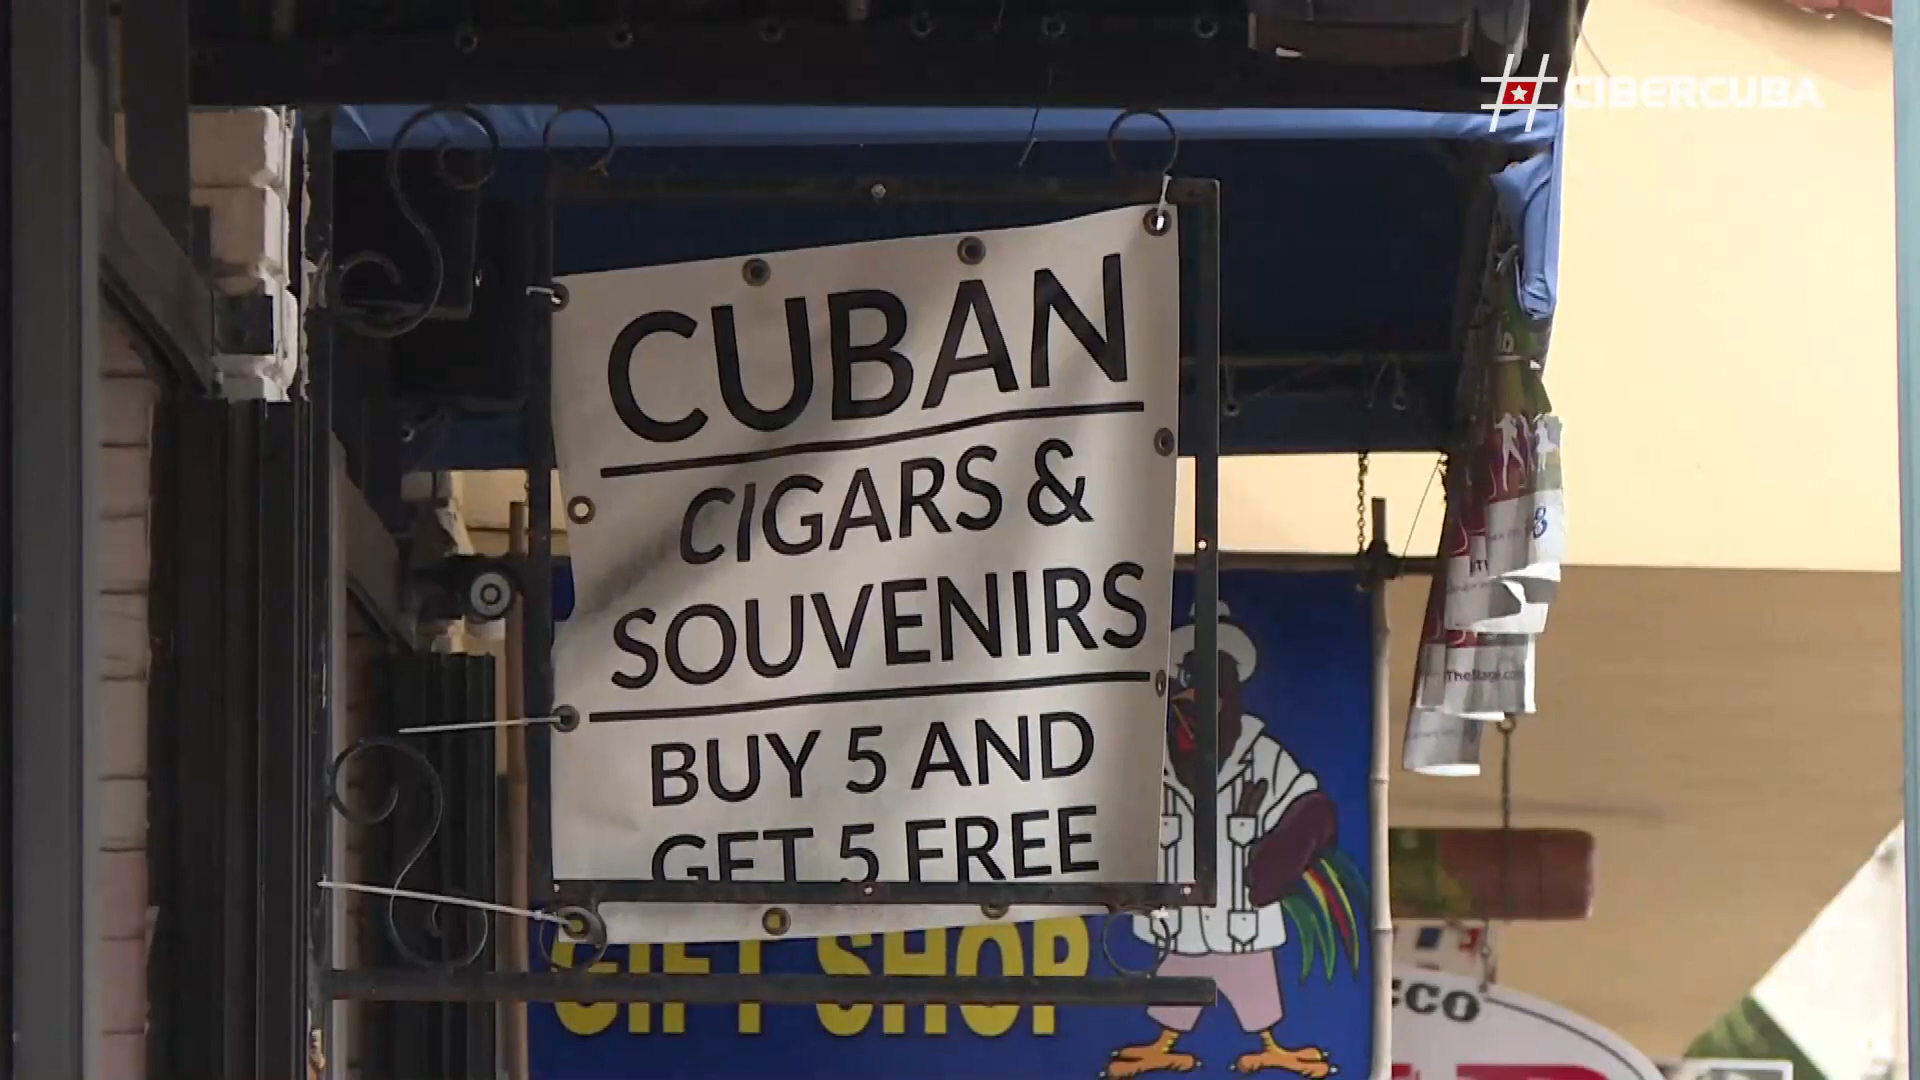 #CIBERCUBA
CUBAN
CIGARS &
SOUVENIRS
BUY 5 AND
GET 5 FREE
GIFT SHOP